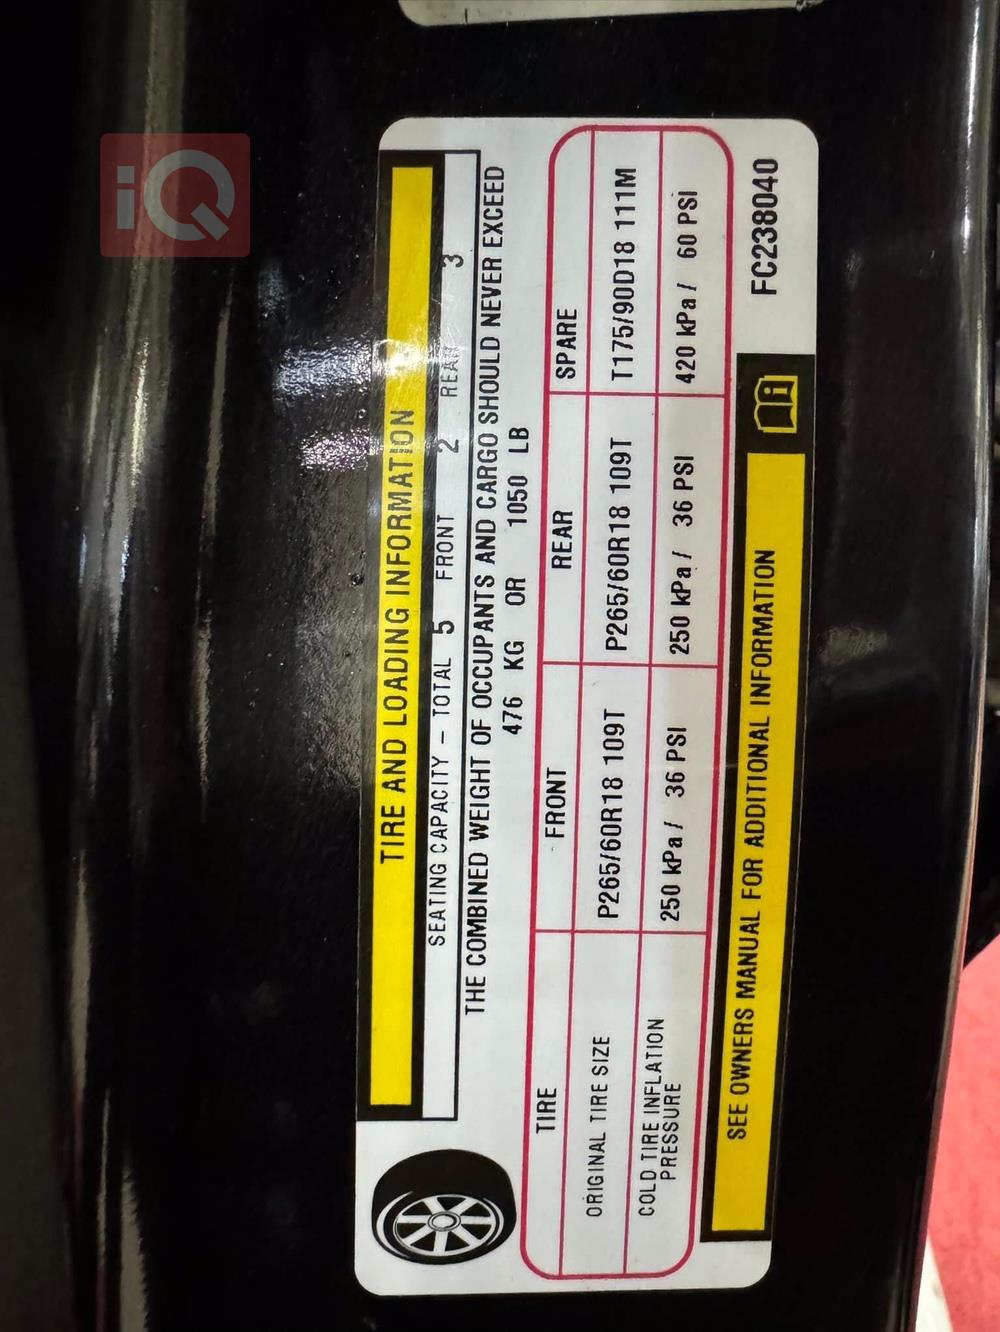 iQ
TIRE AND LOADING INFORMATION
SEATING CAPACITY - TOTAL 5 FRONT 2 REAR 3
THE COMBINED WEIGHT OF OCCUPANTS AND CARGO SHOULD NEVER EXCEED
476 KG OR 1050 LB
TIRE FRONT REAR SPARE
ORIGINAL TIRE SIZE P265/60R18 109T P265/60R18 109T T175/90D18 111M
COLD TIRE INFLATION PRESSURE 250 kPa / 36 PSI 250 kPa / 36 PSI 420 kPa / 60 PSI
SEE OWNERS MANUAL FOR ADDITIONAL INFORMATION
FC238040